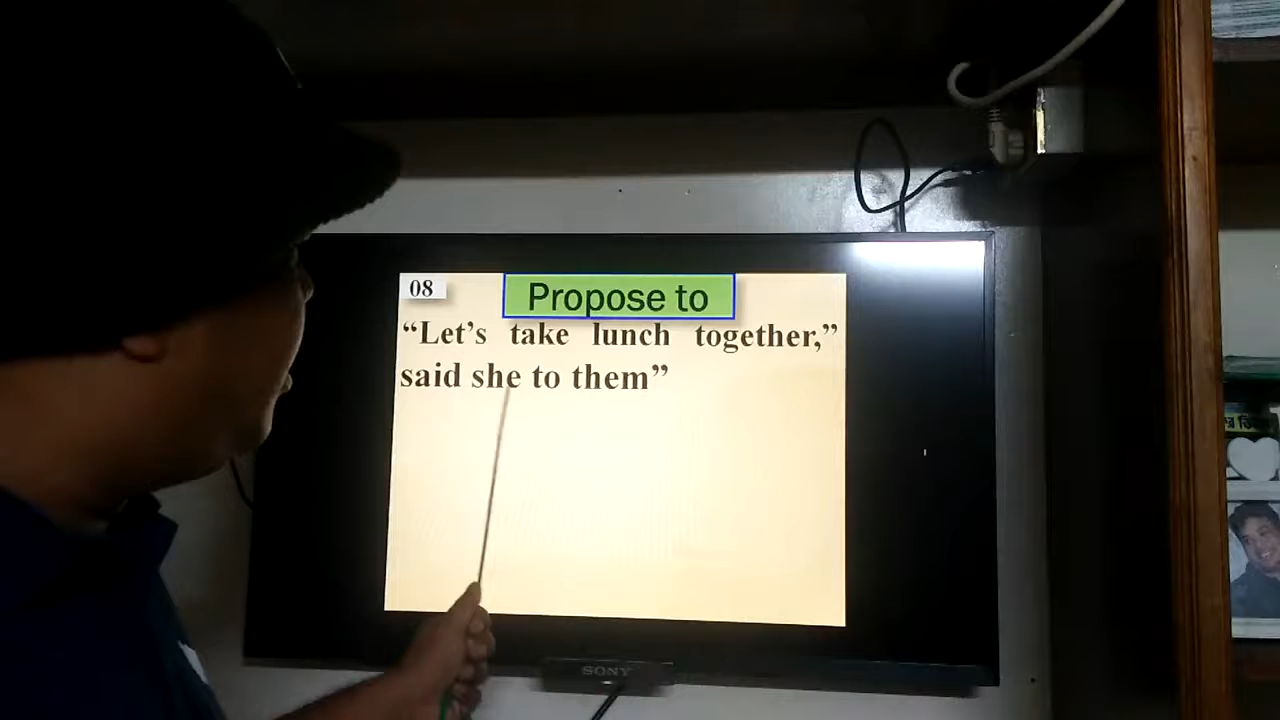 08
Propose to
“Let’s take lunch together,”
said she to them”
SONY